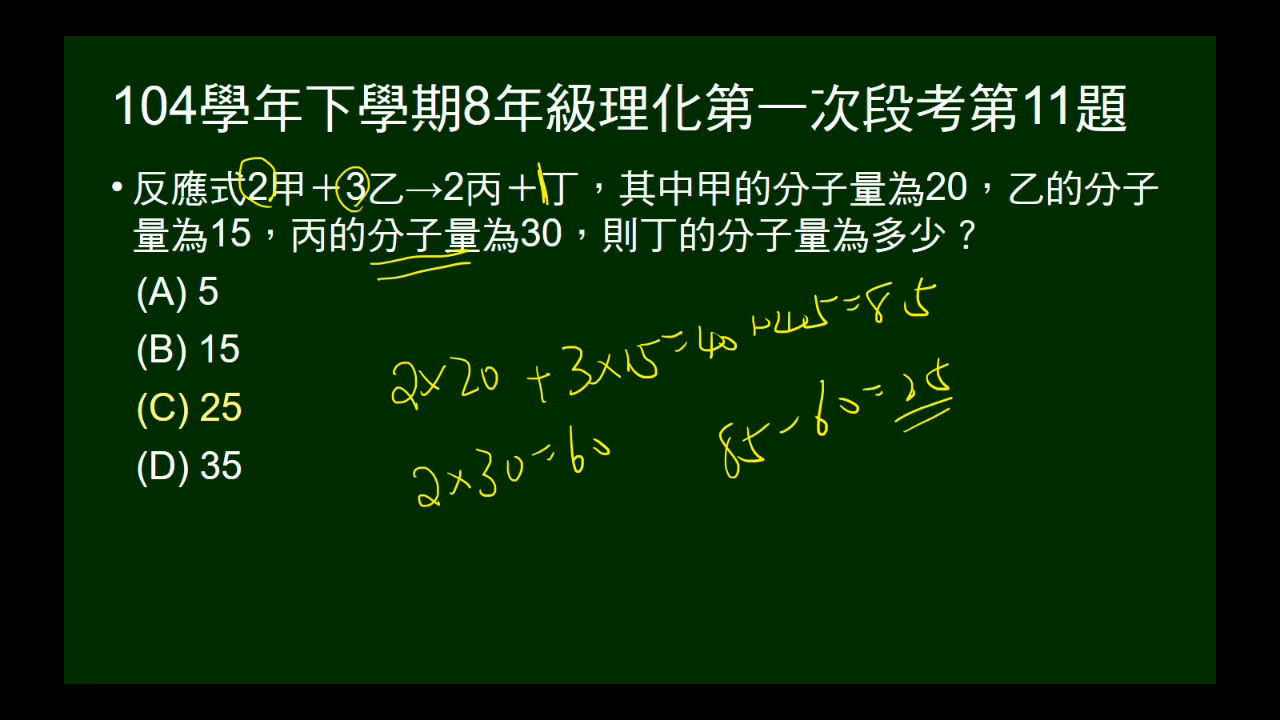 104學年下學期8年級理化第一次段考第11題
• 反應式2甲＋3乙→2丙＋1丁，其中甲的分子量為20，乙的分子
量為15，丙的分子量為30，則丁的分子量為多少？
(A) 5
(B) 15
(C) 25
(D) 35
2×20 + 3×15=40+45=85
2×30=60
85-60=25